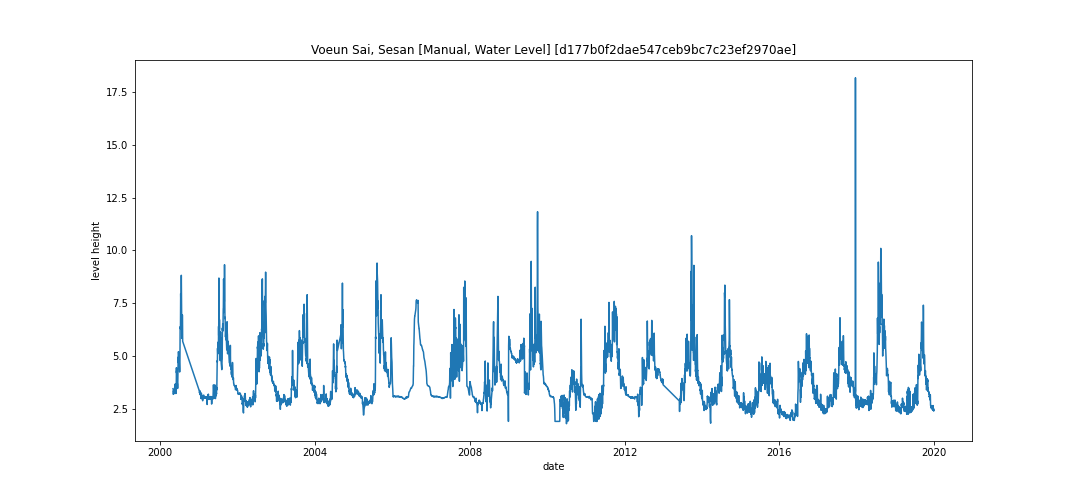 Voeun Sai, Sesan [Manual, Water Level] [d177b0f2dae547ceb9bc7c23ef2970ae]
17.5
15.0
12.5
10.0
7.5
5.0
2.5
level height
2000 2004 2008 2012 2016 2020
date